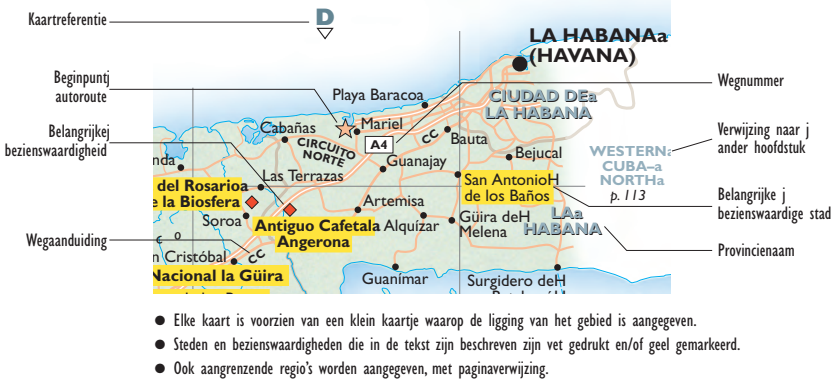 Kaartreferentie
D
LA HABANAa
(HAVANA)
Beginpuntj
autoroute
Wegnummer
Playa Baracoa
CIUDAD DEa
LA HABANA
Belangrijkej
bezienswaardigheid
Cabañas
Mariel
CIRCUITO
NORTE
A4
CC
Bauta
Verwijzing naar j
ander hoofdstuk
WESTERNa
CUBA–a
NORTHa
p. 113
nda
Guanajay
Bejucal
Las Terrazas
San AntonioH
de los Baños
Belangrijke j
bezienswaardige stad
del Rosarioa
e la Biosfera
Artemisa
LAa
HABANA
Soroa
Antiguo Cafetala
Angerona
Alquízar
Güira deH
Melena
Wegaanduiding
c o
CC
Provincienaam
n Cristóbal
Nacional la Güira
Guanímar
Surgidero deH
Elke kaart is voorzien van een klein kaartje waarop de ligging van het gebied is aangegeven.
Steden en bezienswaardigheden die in de tekst zijn beschreven zijn vet gedrukt en/of geel gemarkeerd.
Ook aangrenzende regio's worden aangegeven, met paginaverwijzing.